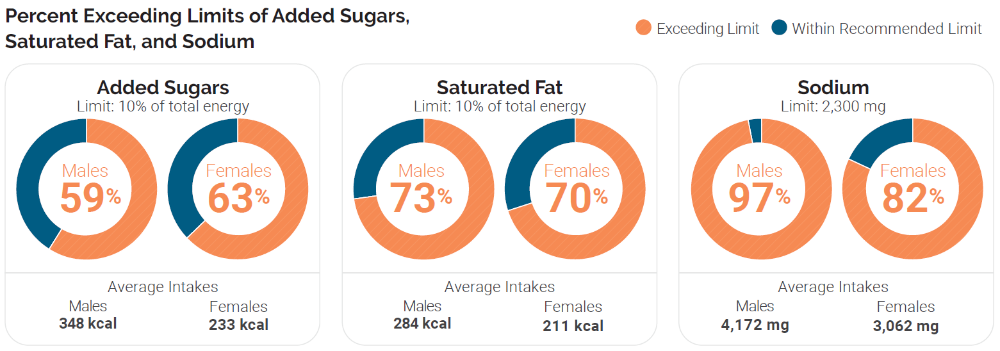 Percent Exceeding Limits of Added Sugars,
Saturated Fat, and Sodium
Exceeding Limit
Within Recommended Limit
Added Sugars
Limit: 10% of total energy
Males
59%
Females
63%
Average Intakes
Males
348 kcal
Females
233 kcal
Saturated Fat
Limit: 10% of total energy
Males
73%
Females
70%
Average Intakes
Males
284 kcal
Females
211 kcal
Sodium
Limit: 2,300 mg
Males
97%
Females
82%
Average Intakes
Males
4,172 mg
Females
3,062 mg